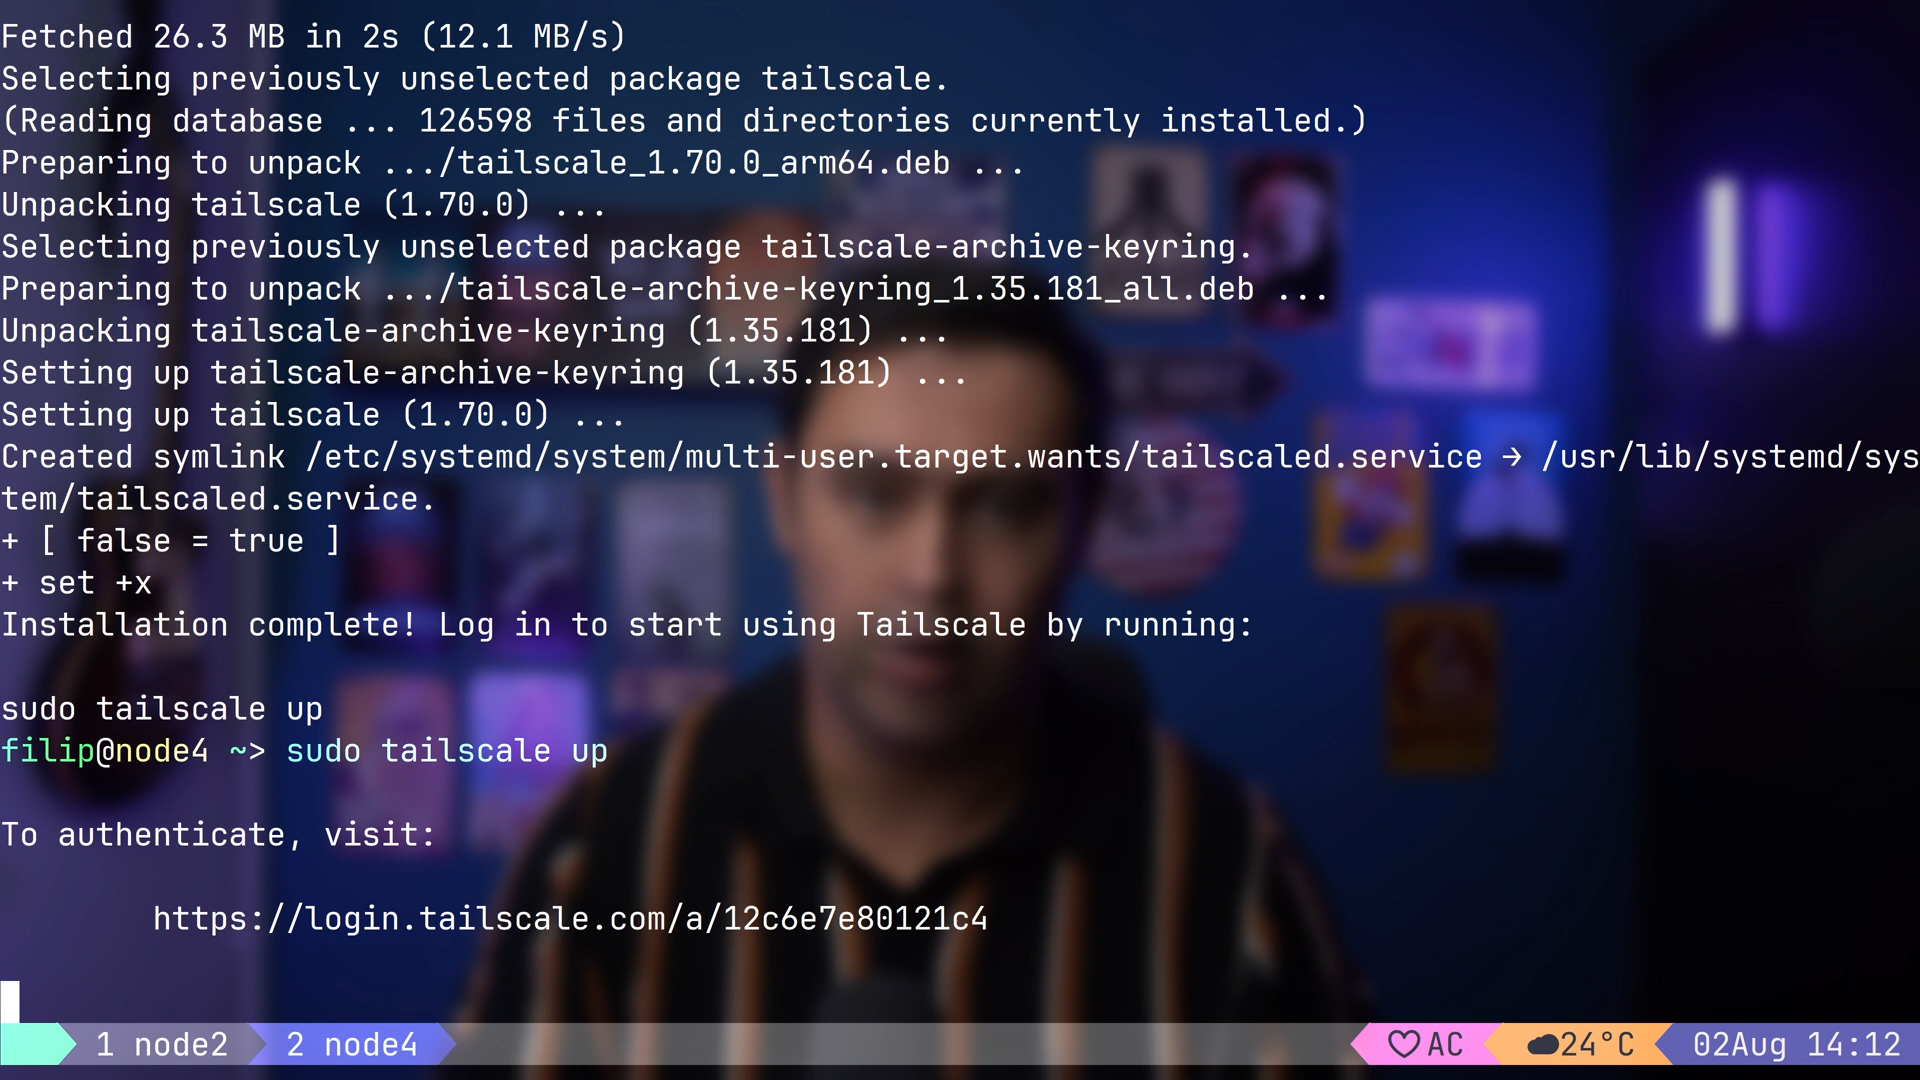 Fetched 26.3 MB in 2s (12.1 MB/s)
Selecting previously unselected package tailscale.
(Reading database ... 126598 files and directories currently installed.)
Preparing to unpack .../tailscale_1.70.0_arm64.deb ...
Unpacking tailscale (1.70.0) ...
Selecting previously unselected package tailscale-archive-keyring.
Preparing to unpack .../tailscale-archive-keyring_1.35.181_all.deb ...
Unpacking tailscale-archive-keyring (1.35.181) ...
Setting up tailscale-archive-keyring (1.35.181) ...
Setting up tailscale (1.70.0) ...
Created symlink /etc/systemd/system/multi-user.target.wants/tailscaled.service → /usr/lib/systemd/sys
tem/tailscaled.service.
+ [ false = true ]
+ set +x
Installation complete! Log in to start using Tailscale by running:
sudo tailscale up
filip@node4 ~> sudo tailscale up
To authenticate, visit:
https://login.tailscale.com/a/12c6e7e80121c4
1 node2 2 node4 AC 24°C 02Aug 14:12